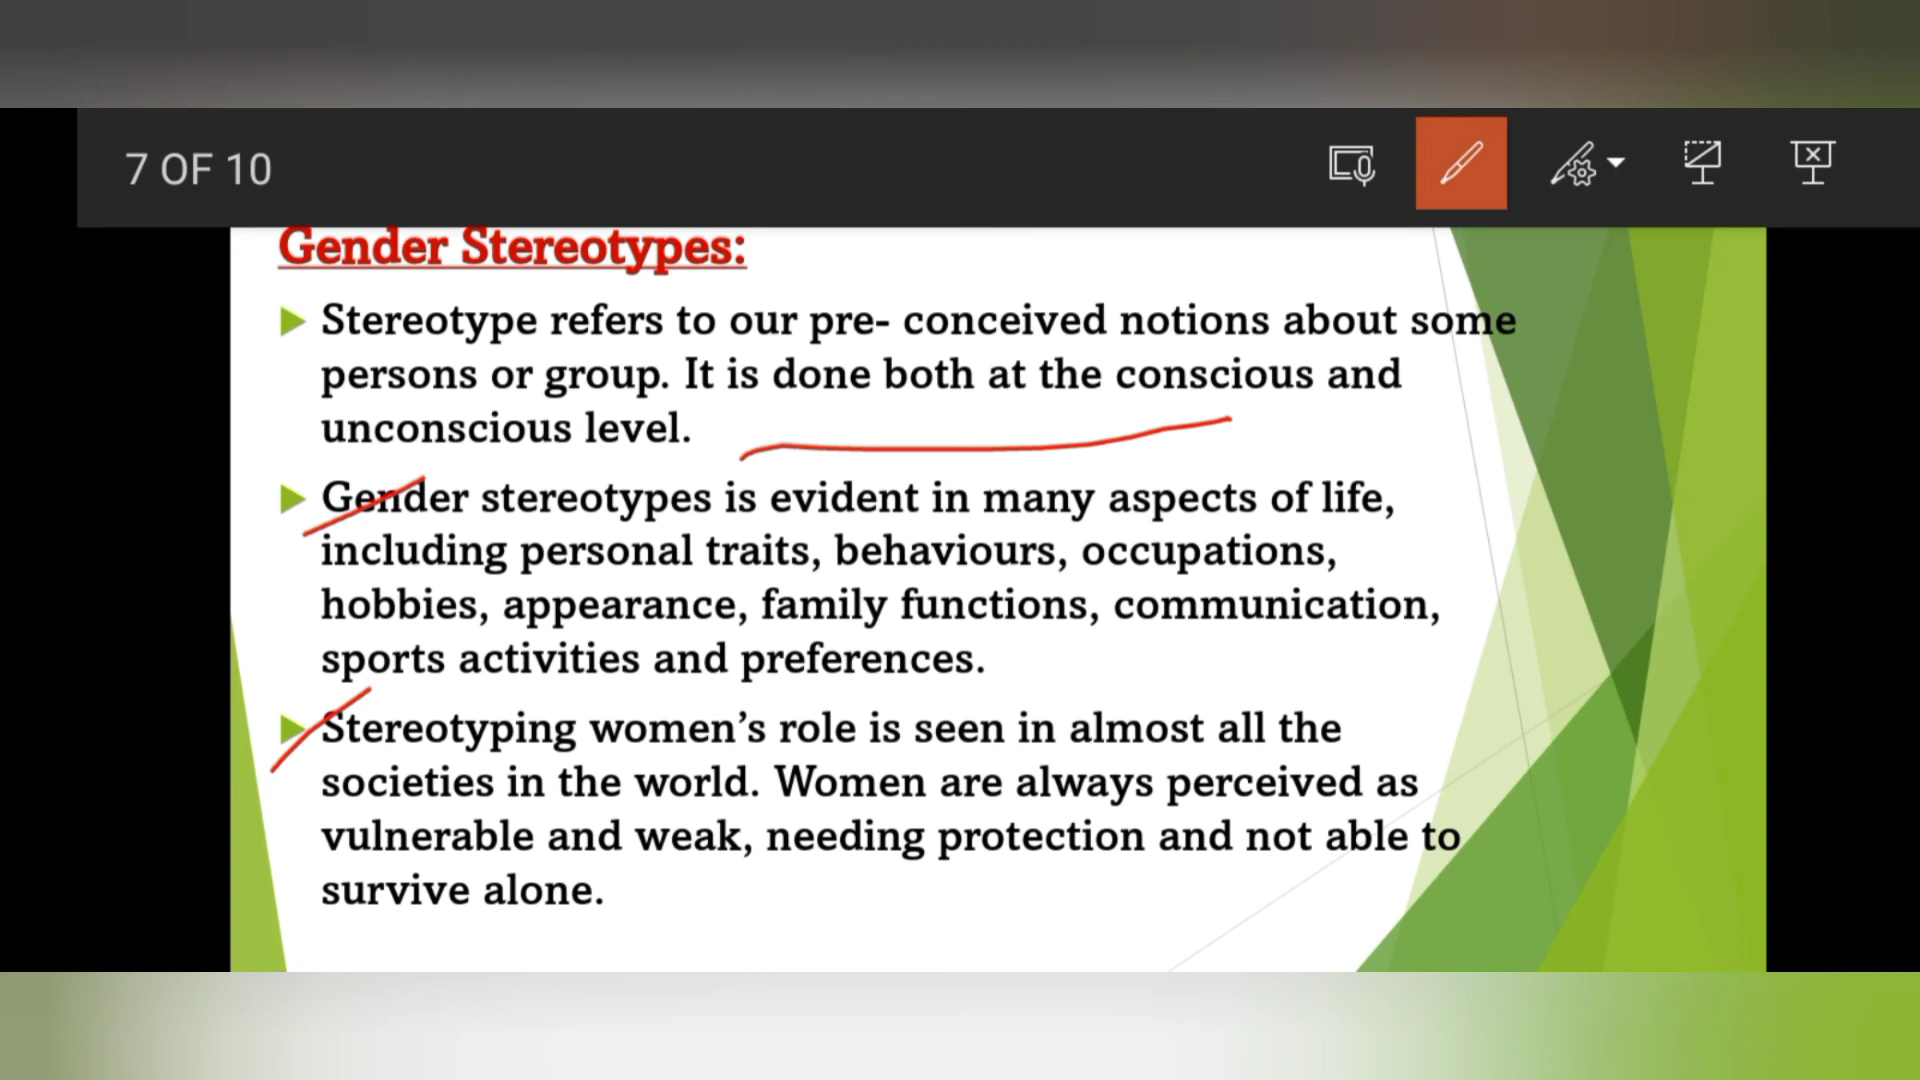 7 OF 10
Gender Stereotypes:
Stereotype refers to our pre- conceived notions about some
persons or group. It is done both at the conscious and
unconscious level.
Gender stereotypes is evident in many aspects of life,
including personal traits, behaviours, occupations,
hobbies, appearance, family functions, communication,
sports activities and preferences.
Stereotyping women’s role is seen in almost all the
societies in the world. Women are always perceived as
vulnerable and weak, needing protection and not able to
survive alone.